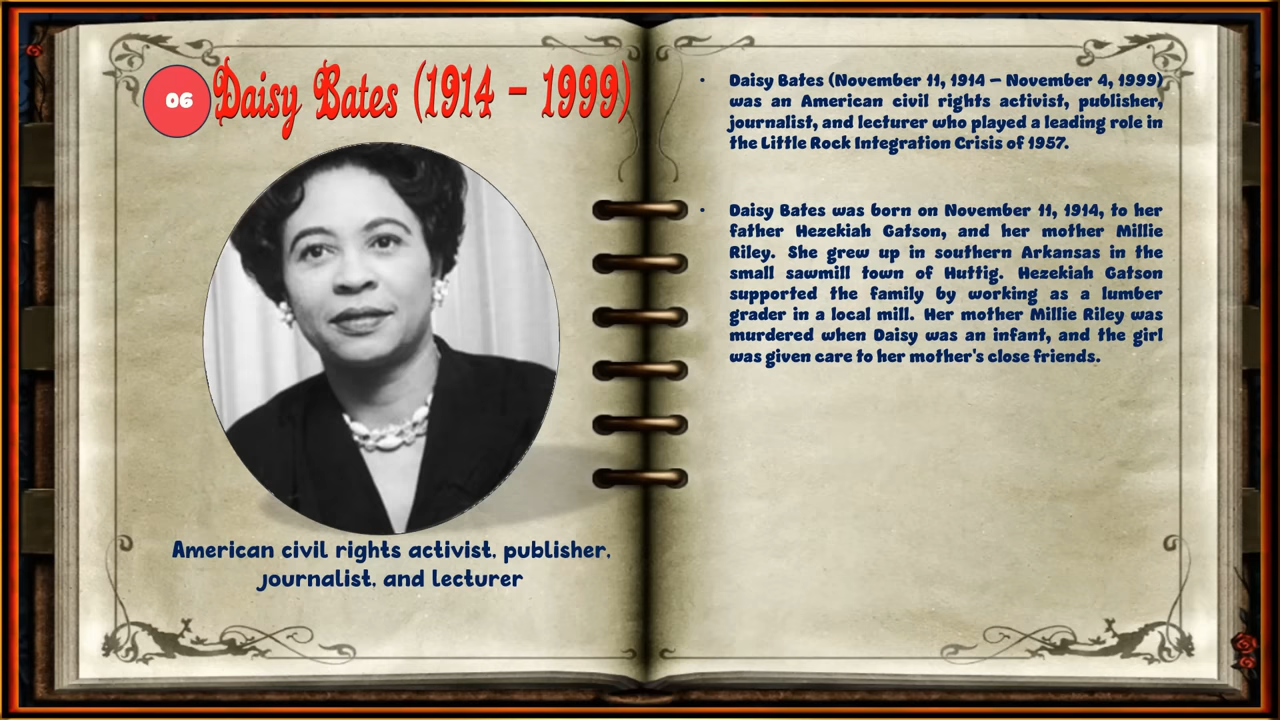 06
Daisy Bates (1914 – 1999)
American civil rights activist, publisher,
journalist, and lecturer
• Daisy Bates (November 11, 1914 – November 4, 1999)
was an American civil rights activist, publisher,
journalist, and lecturer who played a leading role in
the Little Rock Integration Crisis of 1957.
• Daisy Bates was born on November 11, 1914, to her
father Hezekiah Gatson, and her mother Millie
Riley. She grew up in southern Arkansas in the
small sawmill town of Huttig. Hezekiah Gatson
supported the family by working as a lumber
grader in a local mill. Her mother Millie Riley was
murdered when Daisy was an infant, and the girl
was given care to her mother's close friends.